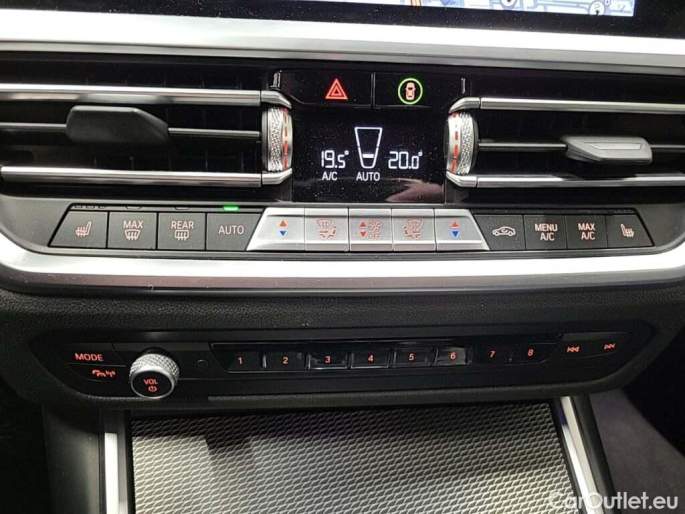 19.5° 20.0°
A/C AUTO
MAX REAR AUTO MENU A/C MAX A/C
MODE 1 2 3 4 5 6 7 8
VOL
CarOutlet.eu